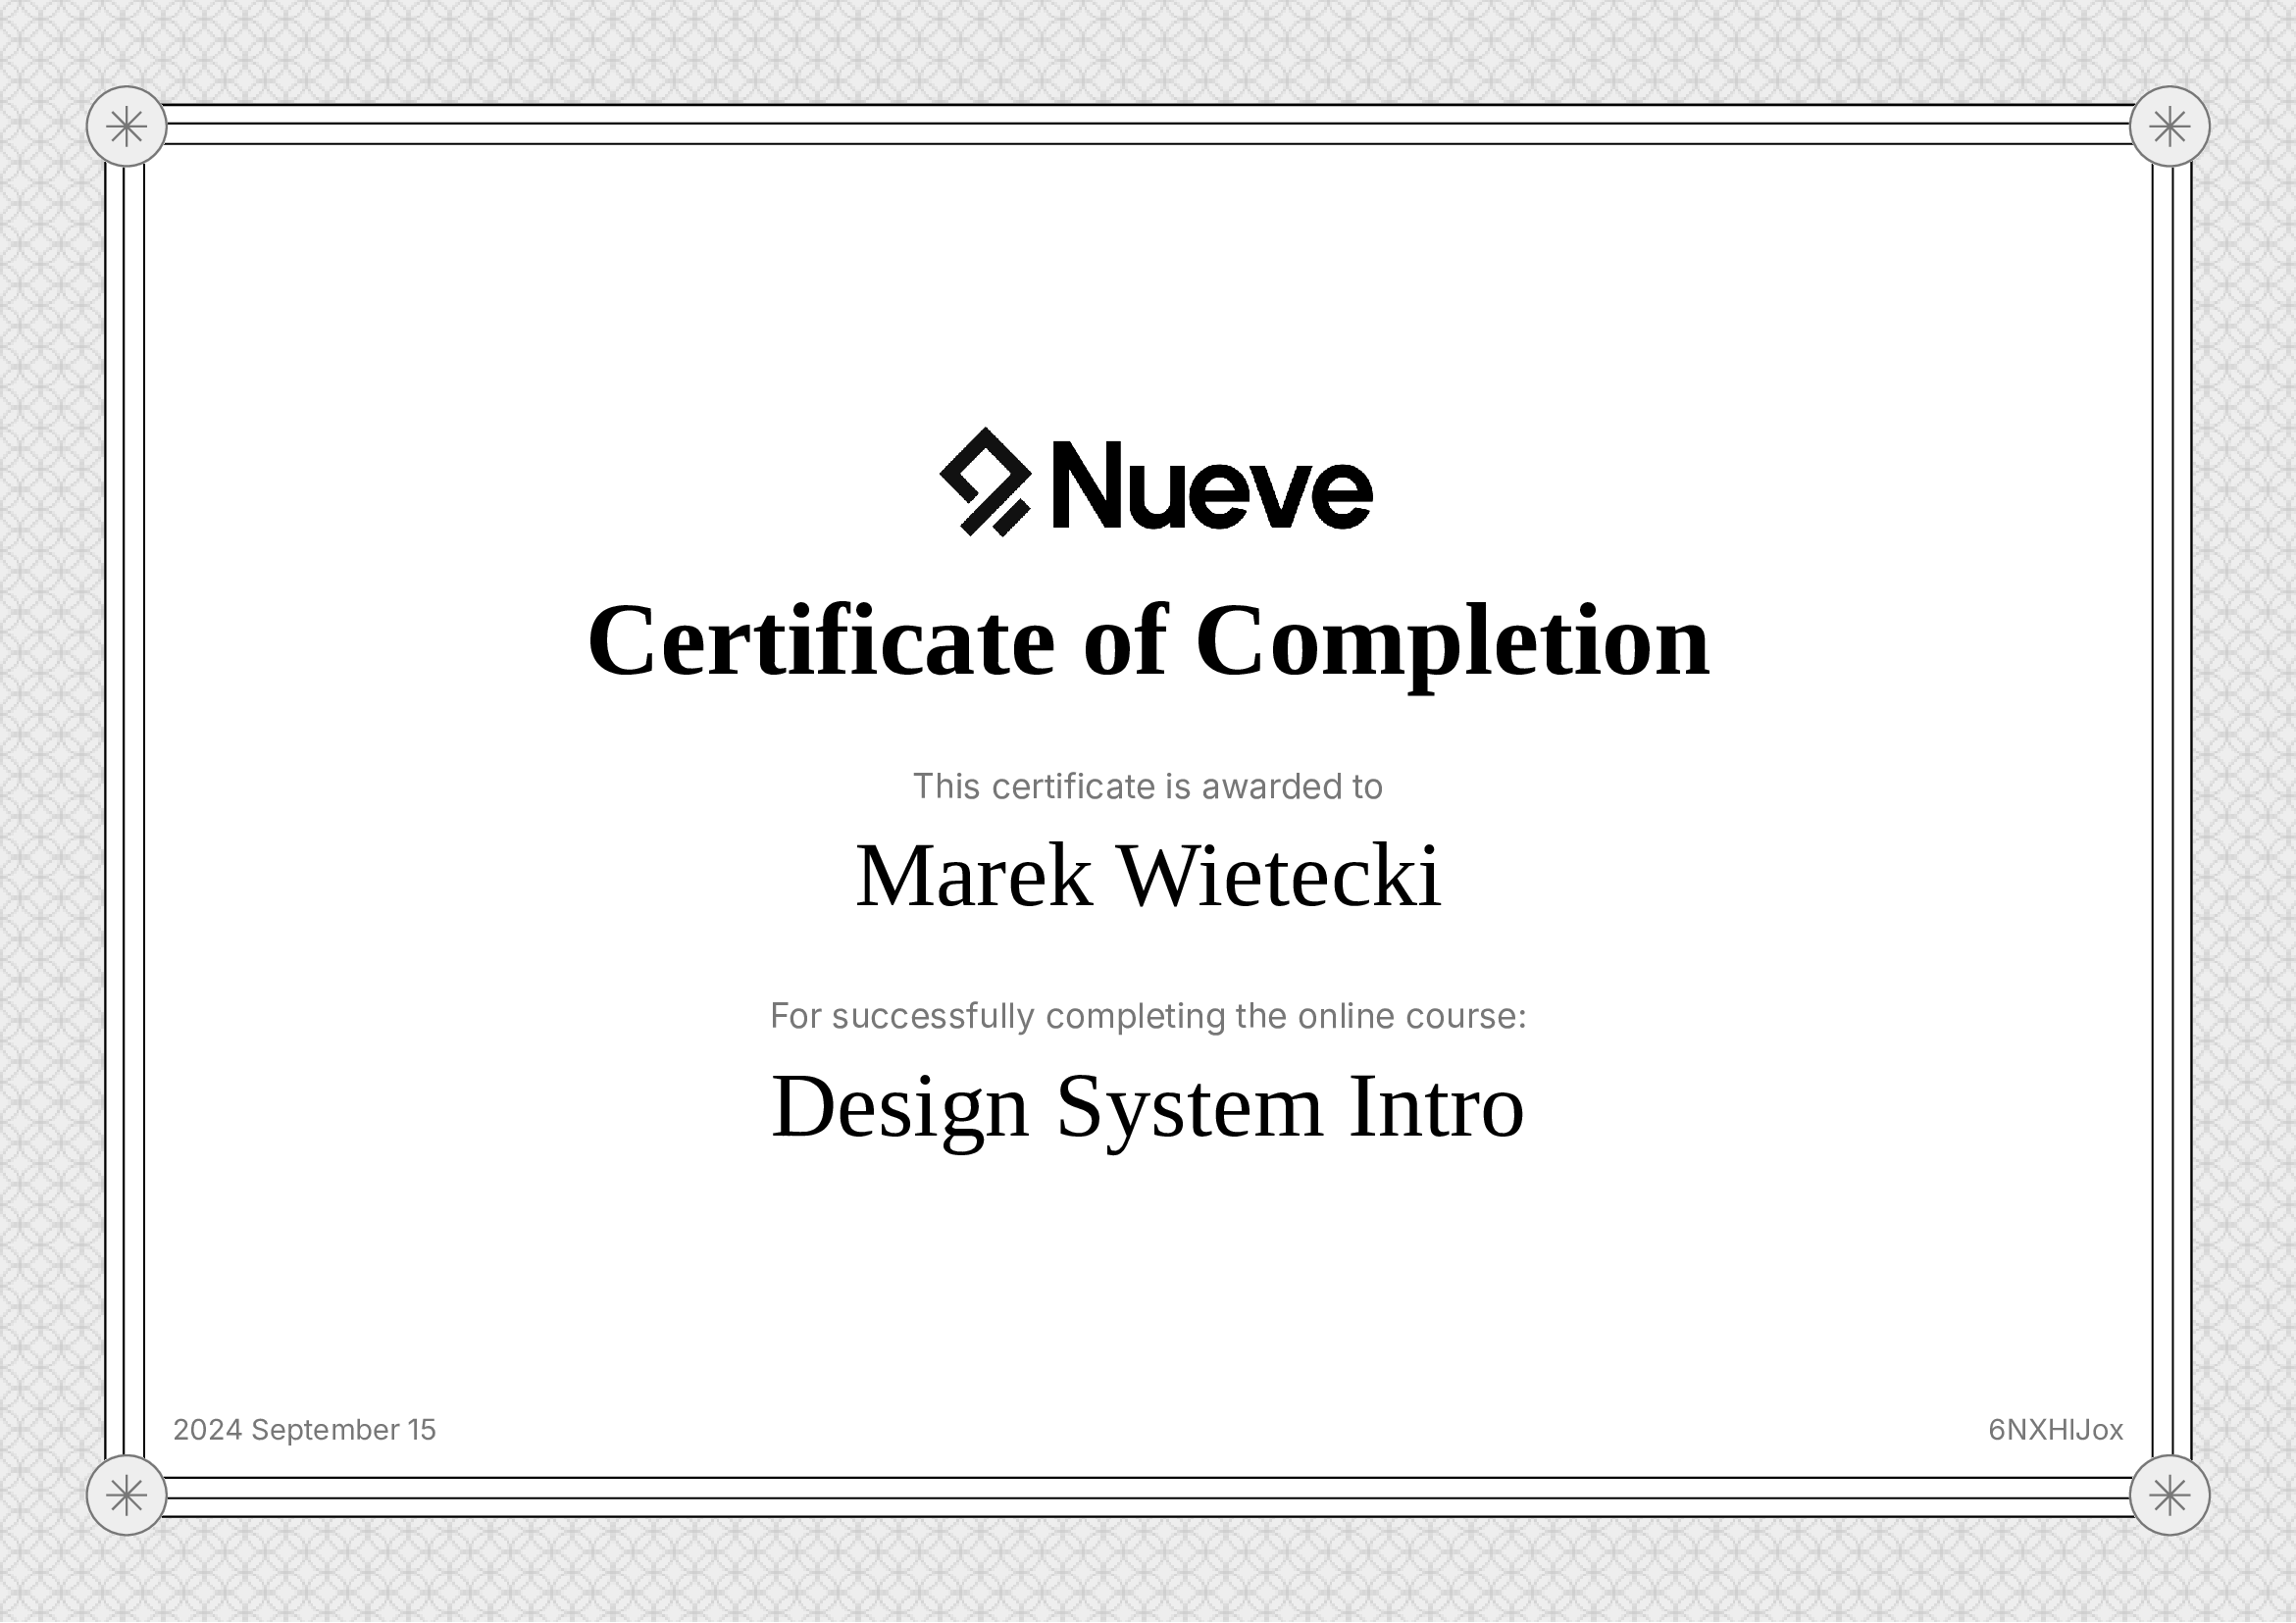 Nueve
Certificate of Completion
This certificate is awarded to
Marek Wietecki
For successfully completing the online course:
Design System Intro
2024 September 15
6NXHIJox